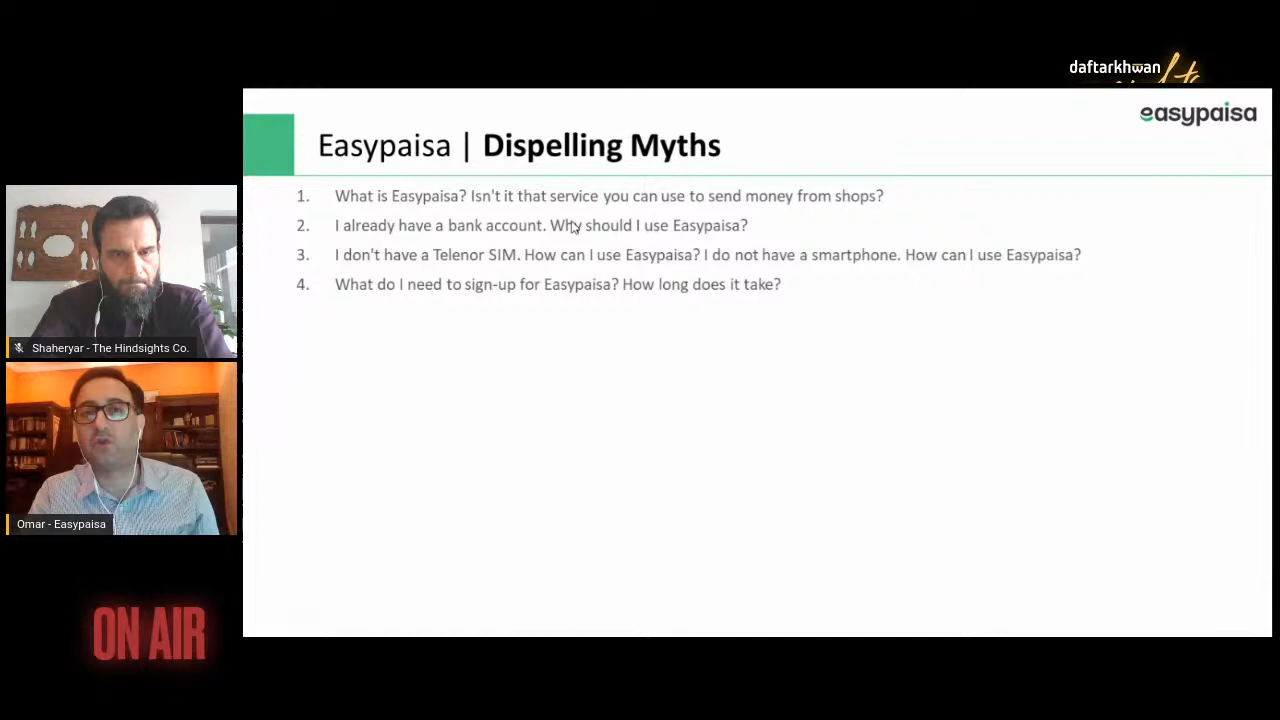 daftarkhwan
easypaisa
Easypaisa | Dispelling Myths
1. What is Easypaisa? Isn't it that service you can use to send money from shops?
2. I already have a bank account. Why should I use Easypaisa?
3. I don't have a Telenor SIM. How can I use Easypaisa? I do not have a smartphone. How can I use Easypaisa?
4. What do I need to sign-up for Easypaisa? How long does it take?
Shaheryar - The Hindsights Co.
Omar - Easypaisa
ON AIR